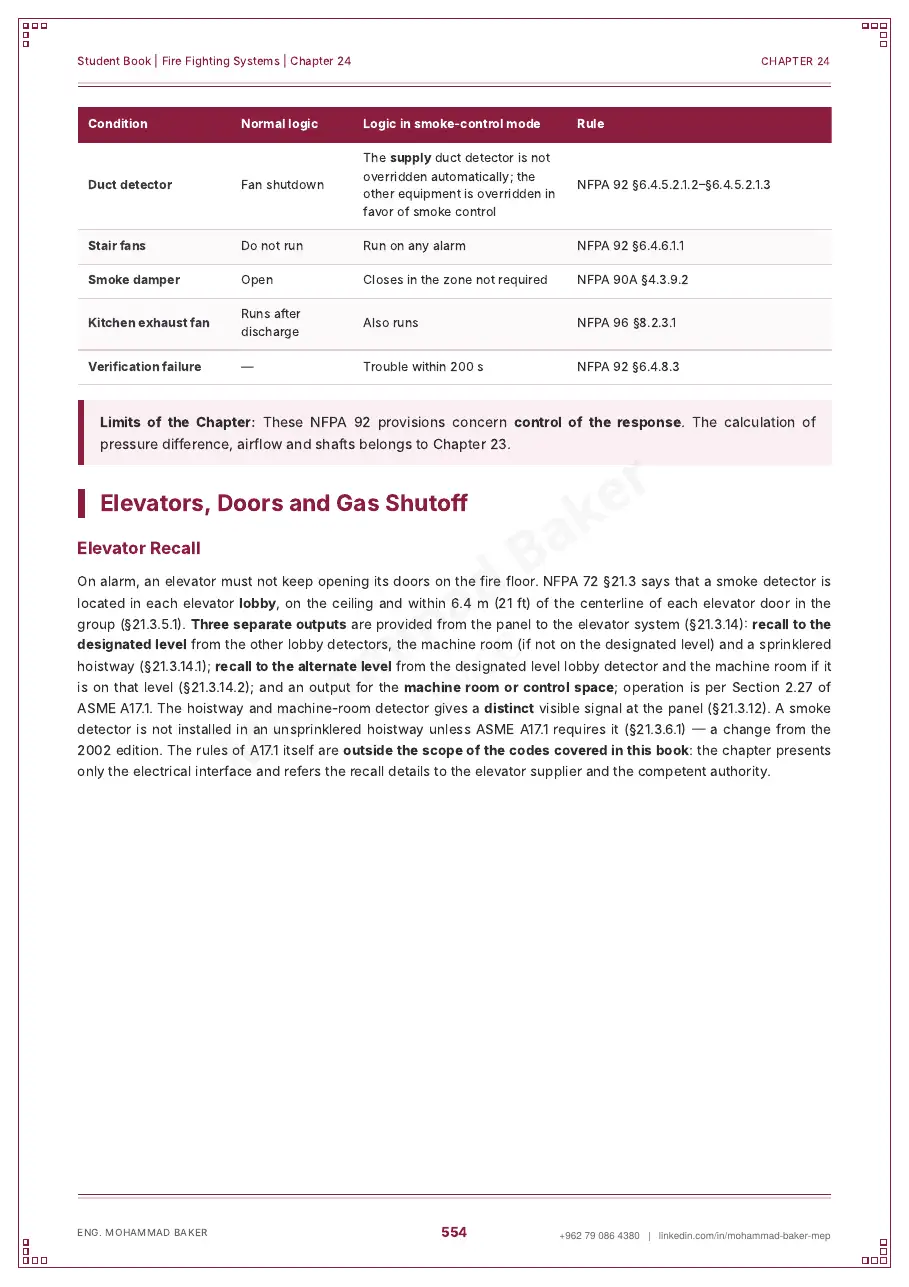 Student Book | Fire Fighting Systems | Chapter 24
CHAPTER 24
Condition Normal logic Logic in smoke-control mode Rule
Duct detector Fan shutdown The supply duct detector is not overridden automatically; the other equipment is overridden in favor of smoke control NFPA 92 §6.4.5.2.1.2–§6.4.5.2.1.3
Stair fans Do not run Run on any alarm NFPA 92 §6.4.6.1.1
Smoke damper Open Closes in the zone not required NFPA 90A §4.3.9.2
Kitchen exhaust fan Runs after discharge Also runs NFPA 96 §8.2.3.1
Verification failure — Trouble within 200 s NFPA 92 §6.4.8.3
Limits of the Chapter: These NFPA 92 provisions concern control of the response. The calculation of
pressure difference, airflow and shafts belongs to Chapter 23.
Elevators, Doors and Gas Shutoff
Elevator Recall
On alarm, an elevator must not keep opening its doors on the fire floor. NFPA 72 §21.3 says that a smoke detector is
located in each elevator lobby, on the ceiling and within 6.4 m (21 ft) of the centerline of each elevator door in the
group (§21.3.5.1). Three separate outputs are provided from the panel to the elevator system (§21.3.14): recall to the
designated level from the other lobby detectors, the machine room (if not on the designated level) and a sprinklered
hoistway (§21.3.14.1); recall to the alternate level from the designated level lobby detector and the machine room if it
is on that level (§21.3.14.2); and an output for the machine room or control space; operation is per Section 2.27 of
ASME A17.1. The hoistway and machine-room detector gives a distinct visible signal at the panel (§21.3.12). A smoke
detector is not installed in an unsprinklered hoistway unless ASME A17.1 requires it (§21.3.6.1) — a change from the
2002 edition. The rules of A17.1 itself are outside the scope of the codes covered in this book: the chapter presents
only the electrical interface and refers the recall details to the elevator supplier and the competent authority.
ENG. MOHAMMAD BAKER
554
+962 79 086 4380 | linkedin.com/in/mohammad-baker-mep